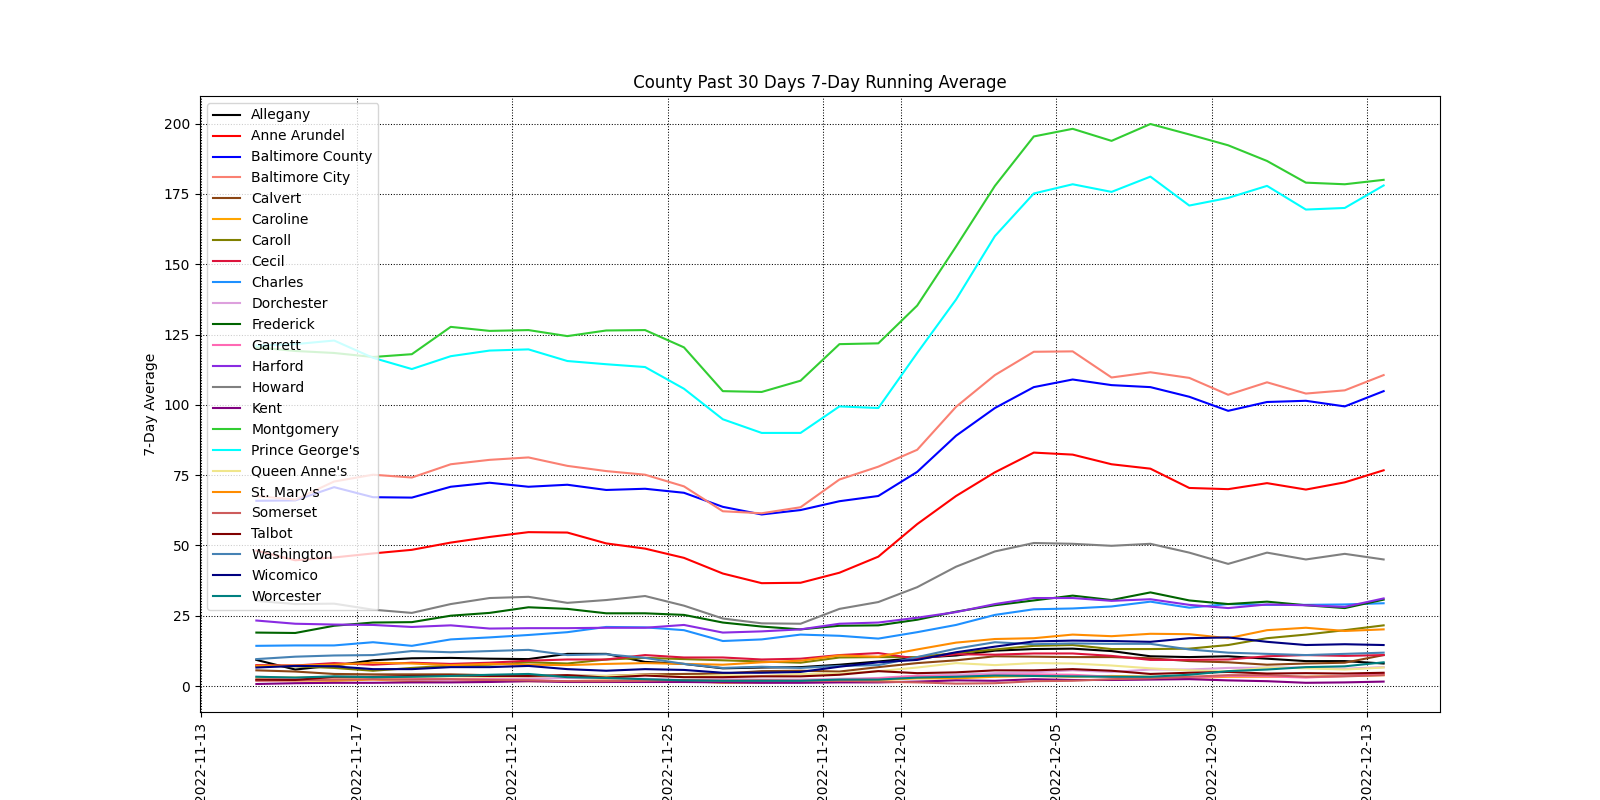 County Past 30 Days 7-Day Running Average
7-Day Average
200
175
150
125
100
75
50
25
0
Allegany
Anne Arundel
Baltimore County
Baltimore City
Calvert
Caroline
Caroll
Cecil
Charles
Dorchester
Frederick
Garrett
Harford
Howard
Kent
Montgomery
Prince George's
Queen Anne's
St. Mary's
Somerset
Talbot
Washington
Wicomico
Worcester
2022-11-13
2022-11-17
2022-11-21
2022-11-25
2022-11-29
2022-12-01
2022-12-05
2022-12-09
2022-12-13